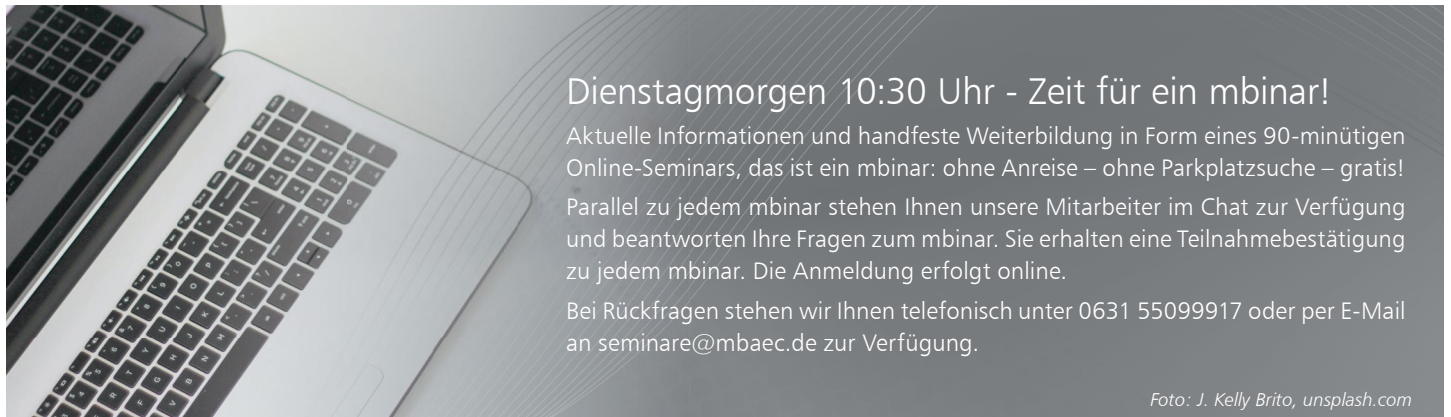 Dienstagmorgen 10:30 Uhr - Zeit für ein mbinar!
Aktuelle Informationen und handfeste Weiterbildung in Form eines 90-minütigen
Online-Seminars, das ist ein mbinar: ohne Anreise – ohne Parkplatzsuche – gratis!
Parallel zu jedem mbinar stehen Ihnen unsere Mitarbeiter im Chat zur Verfügung
und beantworten Ihre Fragen zum mbinar. Sie erhalten eine Teilnahmebestätigung
zu jedem mbinar. Die Anmeldung erfolgt online.
Bei Rückfragen stehen wir Ihnen telefonisch unter 0631 55099917 oder per E-Mail
an seminare@mbaec.de zur Verfügung.
Foto: J. Kelly Brito, unsplash.com